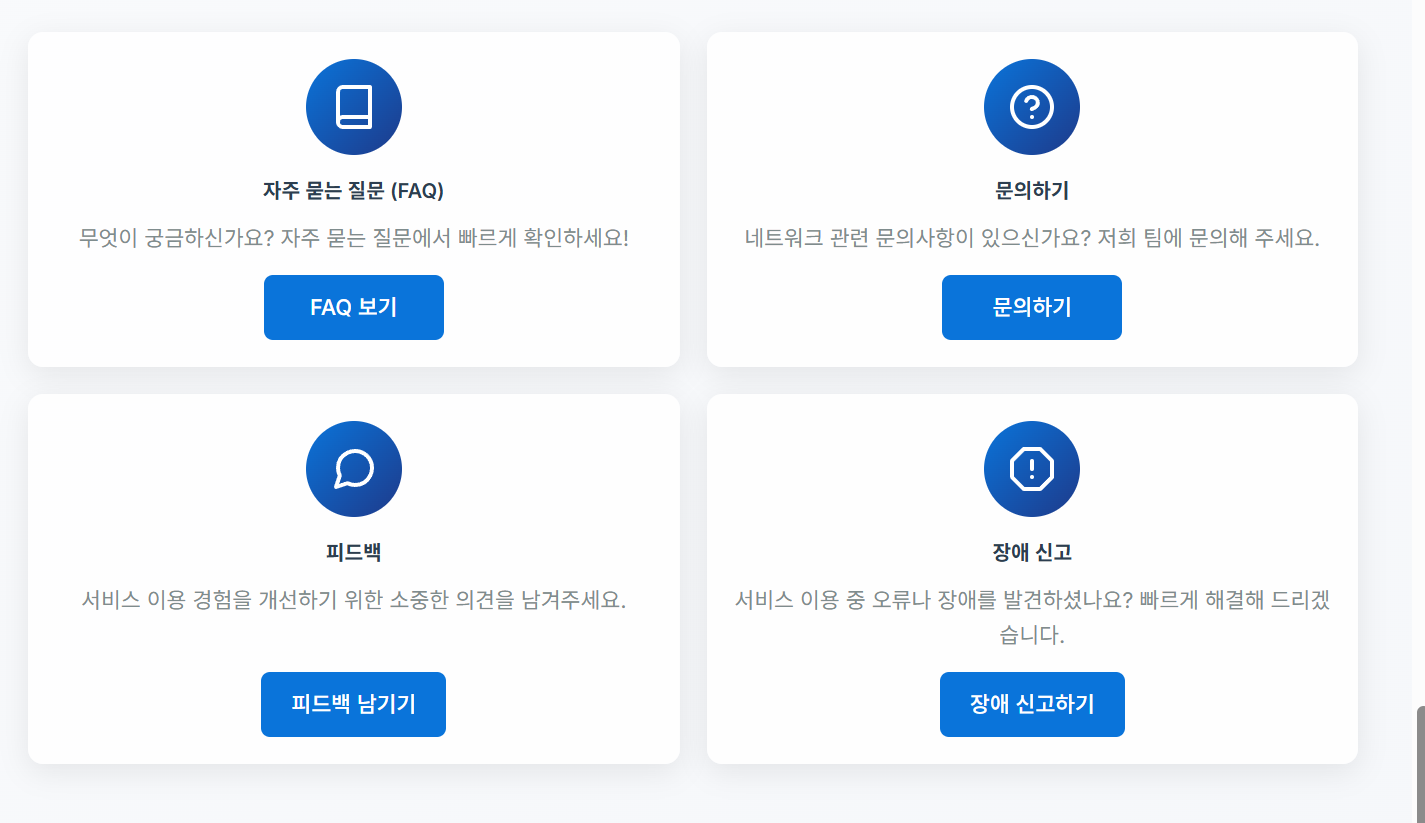 자주 묻는 질문 (FAQ)
무엇이 궁금하신가요? 자주 묻는 질문에서 빠르게 확인하세요!
FAQ 보기
문의하기
네트워크 관련 문의사항이 있으신가요? 저희 팀에 문의해 주세요.
문의하기
피드백
서비스 이용 경험을 개선하기 위한 소중한 의견을 남겨주세요.
피드백 남기기
장애 신고
서비스 이용 중 오류나 장애를 발견하셨나요? 빠르게 해결해 드리겠
습니다.
장애 신고하기